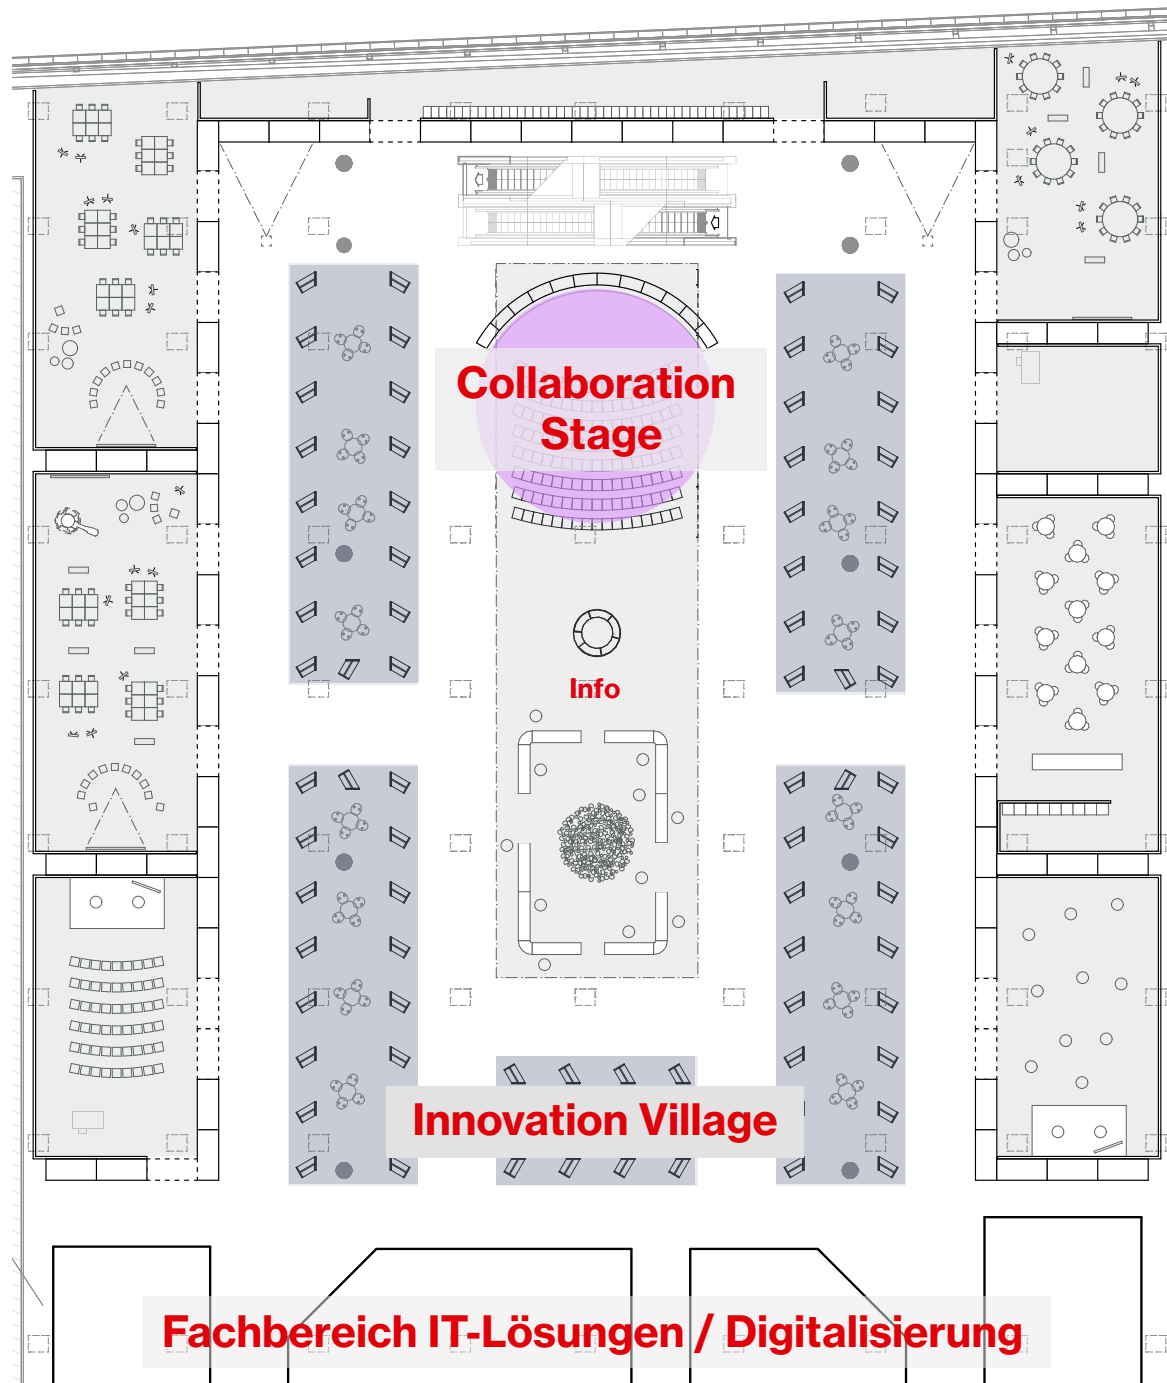 Collaboration
Stage
Info
Innovation Village
Fachbereich IT-Lösungen / Digitalisierung